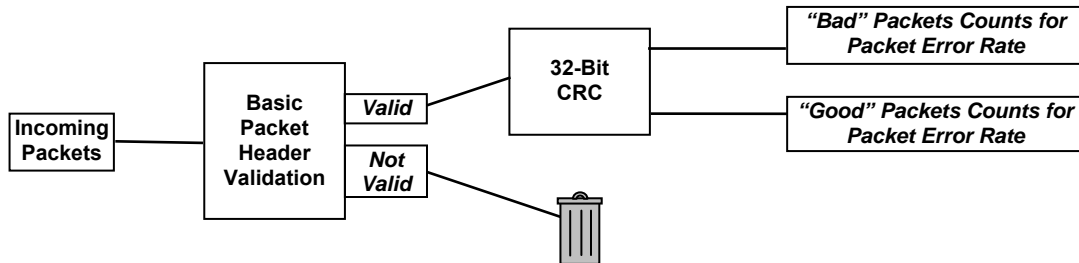 Incoming
Packets
Basic
Packet
Header
Validation
Valid
Not
Valid
32-Bit
CRC
“Bad” Packets Counts for
Packet Error Rate
“Good” Packets Counts for
Packet Error Rate